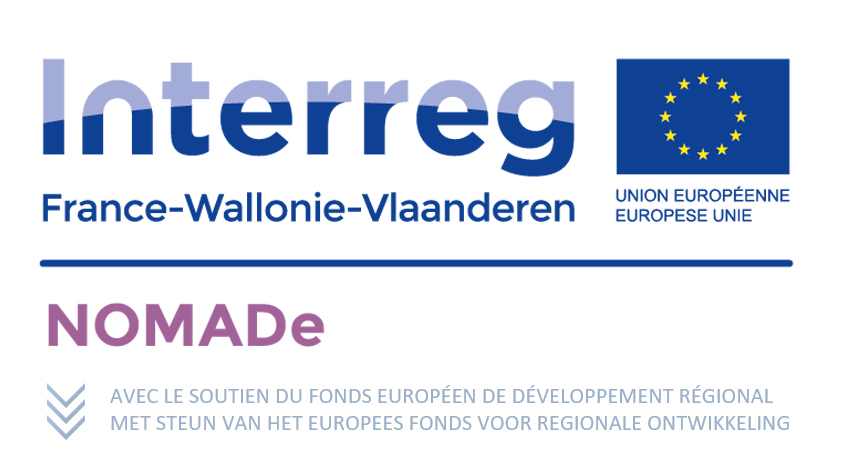 Interreg
France-Wallonie-Vlaanderen
UNION EUROPÉENNE
EUROPESE UNIE
NOMADe
AVEC LE SOUTIEN DU FONDS EUROPÉEN DE DÉVELOPPEMENT RÉGIONAL
MET STEUN VAN HET EUROPEES FONDS VOOR REGIONALE ONTWIKKELING